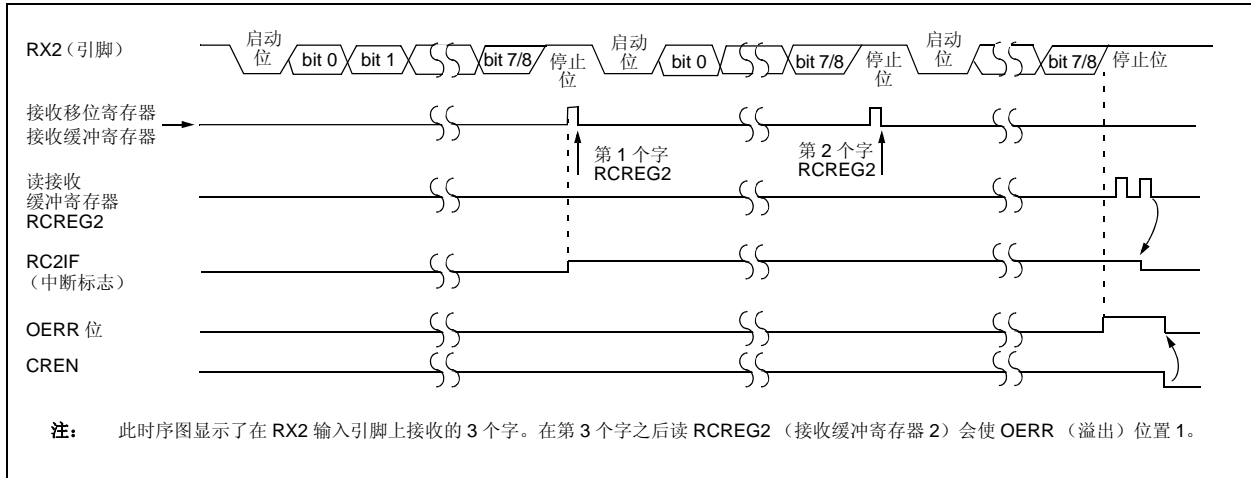 RX2（引脚）
启动
位
bit 0
bit 1
bit 7/8
停止
位
启动
位
bit 0
bit 7/8
停止
位
启动
位
bit 7/8
停止位
接收移位寄存器
接收缓冲寄存器
第 1 个字
RCREG2
第 2 个字
RCREG2
读接收
缓冲寄存器
RCREG2
RC2IF
（中断标志）
OERR 位
CREN
注： 此时序图显示了在 RX2 输入引脚上接收的 3 个字。在第 3 个字之后读 RCREG2 （接收缓冲寄存器 2）会使 OERR （溢出）位置 1。